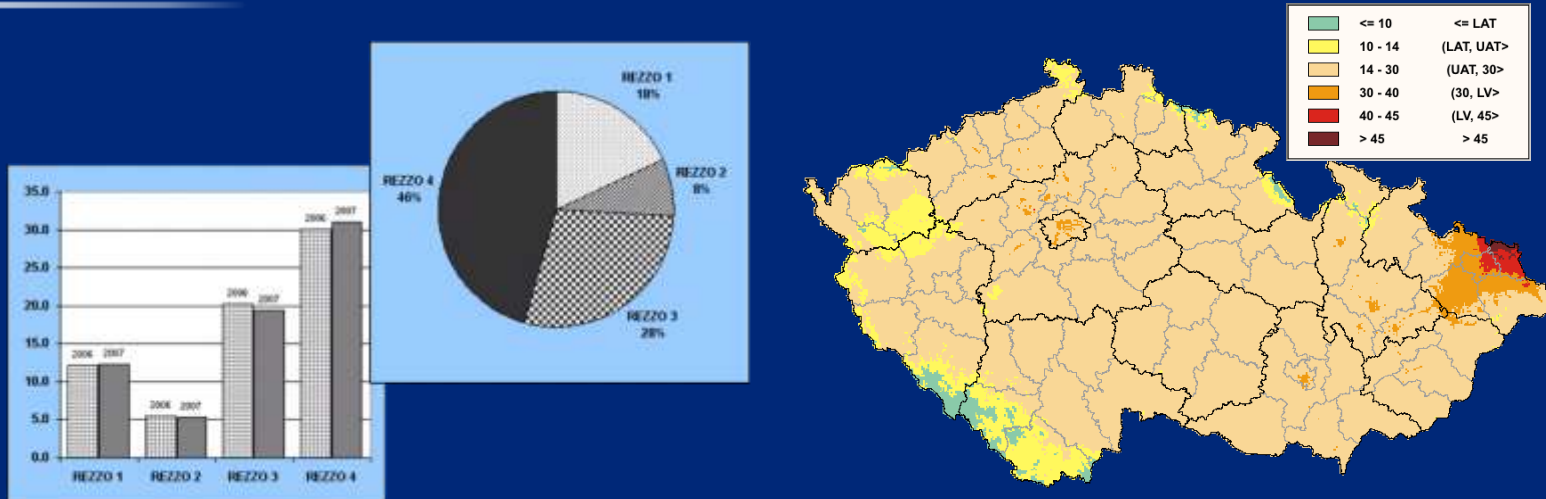 35.0
30.0
25.0
20.0
15.0
10.0
5.0
0.0
2006 2007
2006 2007
2006 2007
2006 2007
REZZO 1 REZZO 2 REZZO 3 REZZO 4
REZZO 1
18%
REZZO 2
8%
REZZO 3
28%
REZZO 4
46%
<= 10 <= LAT
10 - 14 (LAT, UAT>
14 - 30 (UAT, 30>
30 - 40 (30, LV>
40 - 45 (LV, 45>
> 45 > 45